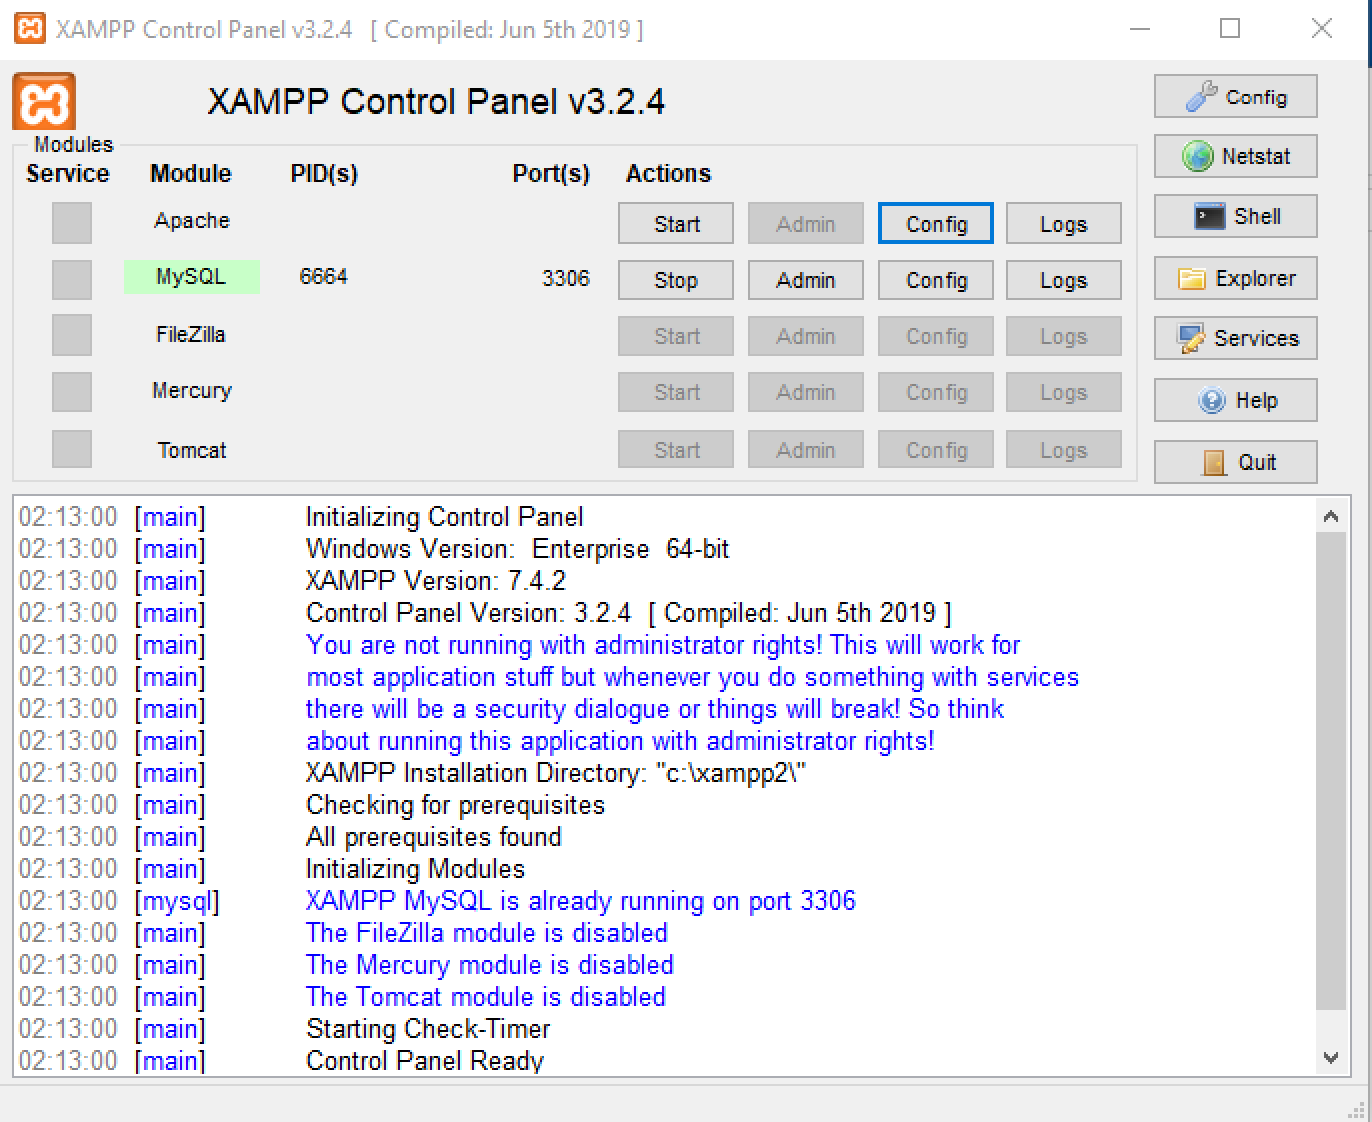 XAMPP Control Panel v3.2.4 [ Compiled: Jun 5th 2019 ]
XAMPP Control Panel v3.2.4
Config
Modules
Service Module PID(s) Port(s) Actions
Netstat
Apache Start Admin Config Logs
Shell
MySQL 6664 3306 Stop Admin Config Logs
Explorer
FileZilla Start Admin Config Logs
Services
Mercury Start Admin Config Logs
Help
Tomcat Start Admin Config Logs
Quit
02:13:00 [main] Initializing Control Panel
02:13:00 [main] Windows Version: Enterprise 64-bit
02:13:00 [main] XAMPP Version: 7.4.2
02:13:00 [main] Control Panel Version: 3.2.4 [ Compiled: Jun 5th 2019 ]
02:13:00 [main] You are not running with administrator rights! This will work for
02:13:00 [main] most application stuff but whenever you do something with services
02:13:00 [main] there will be a security dialogue or things will break! So think
02:13:00 [main] about running this application with administrator rights!
02:13:00 [main] XAMPP Installation Directory: "c:\xampp2\"
02:13:00 [main] Checking for prerequisites
02:13:00 [main] All prerequisites found
02:13:00 [main] Initializing Modules
02:13:00 [mysql] XAMPP MySQL is already running on port 3306
02:13:00 [main] The FileZilla module is disabled
02:13:00 [main] The Mercury module is disabled
02:13:00 [main] The Tomcat module is disabled
02:13:00 [main] Starting Check-Timer
02:13:00 [main] Control Panel Ready